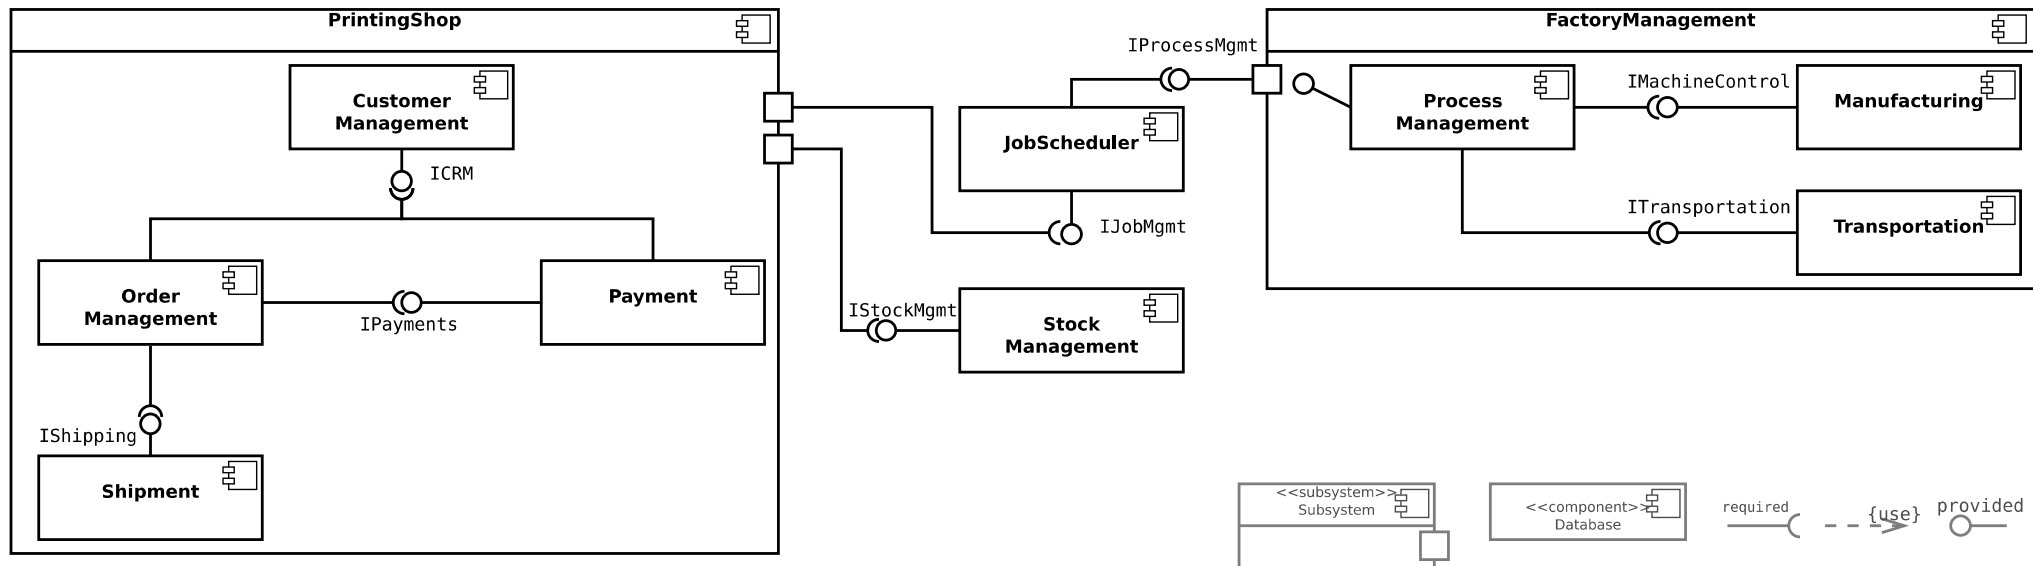 PrintingShop
FactoryManagement
IProcessMgmt
Customer
Management
Process
Management
IMachineControl
Manufacturing
JobScheduler
ICRM
ITransportation
Transportation
IJobMgmt
Order
Management
Payment
IPayments
IStockMgmt
Stock
Management
IShipping
Shipment
<<subsystem>>
Subsystem
<<component>>
Database
required
{use}
provided